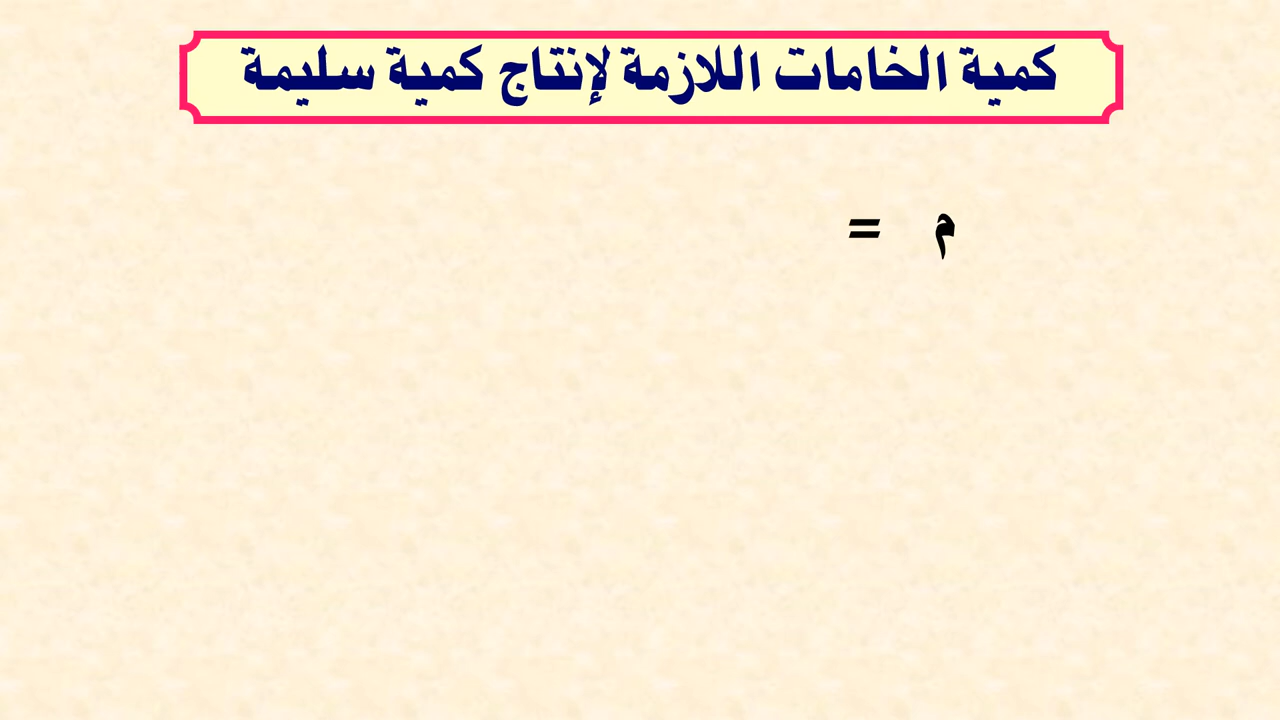 كمية الخامات اللازمة لإنتاج كمية سليمة
م =